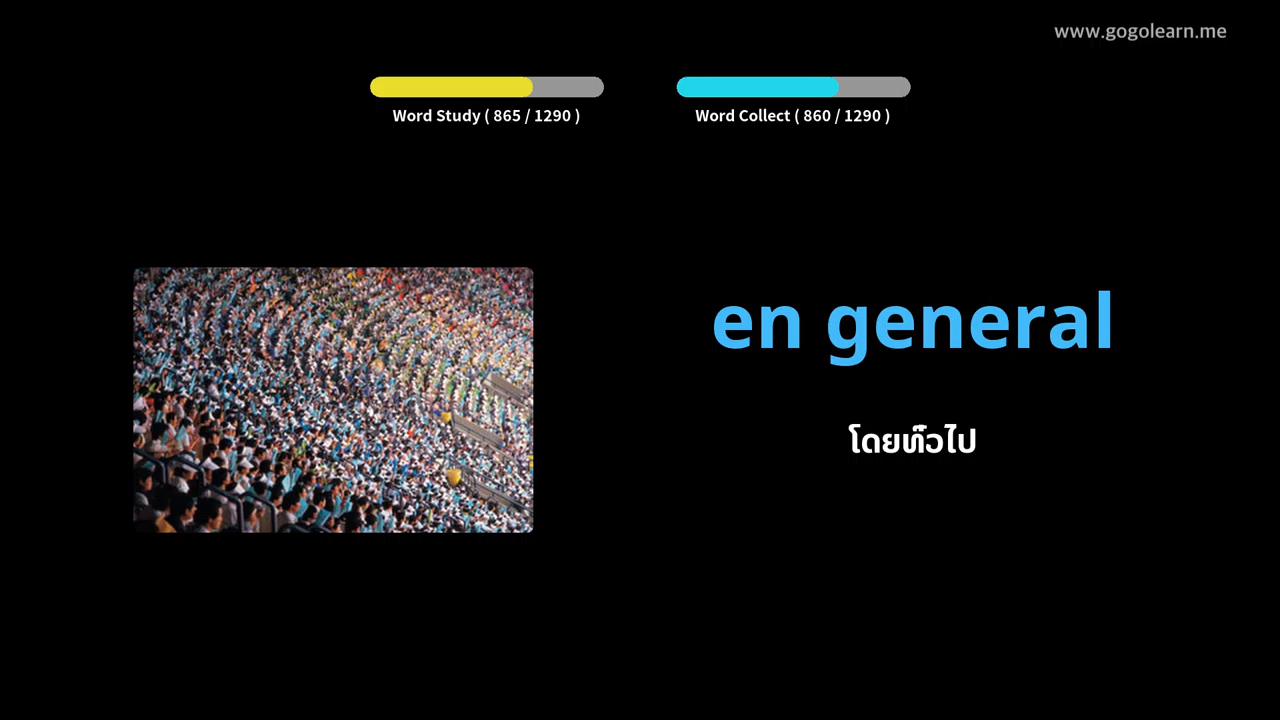 www.gogolearn.me
Word Study ( 865 / 1290 )
Word Collect ( 860 / 1290 )
en general
โดยทั่วไป